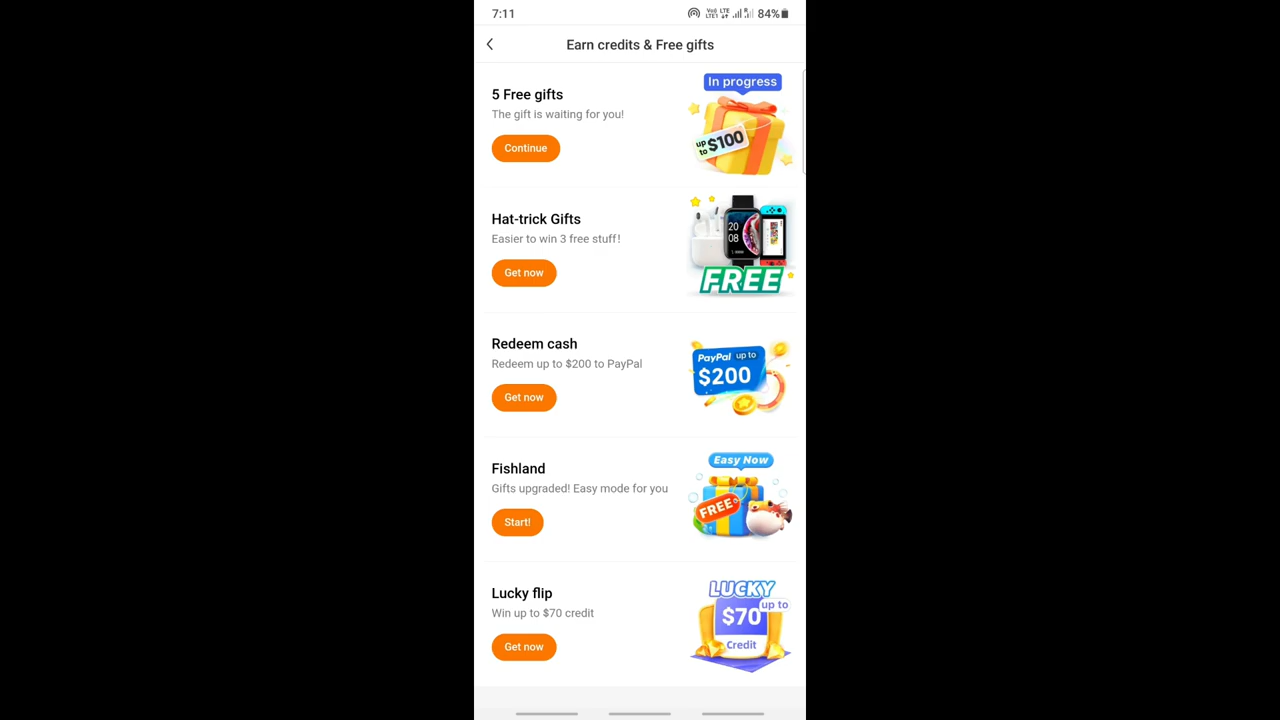 7:11
LTE
84%
Earn credits & Free gifts
In progress
5 Free gifts
The gift is waiting for you!
up to $100
Continue
Hat-trick Gifts
Easier to win 3 free stuff!
20
08
FREE
Get now
Redeem cash
Redeem up to $200 to PayPal
PayPal up to
$200
Get now
Easy Now
Fishland
Gifts upgraded! Easy mode for you
FREE
Start!
LUCKY
Lucky flip
up to
Win up to $70 credit
$70
Credit
Get now